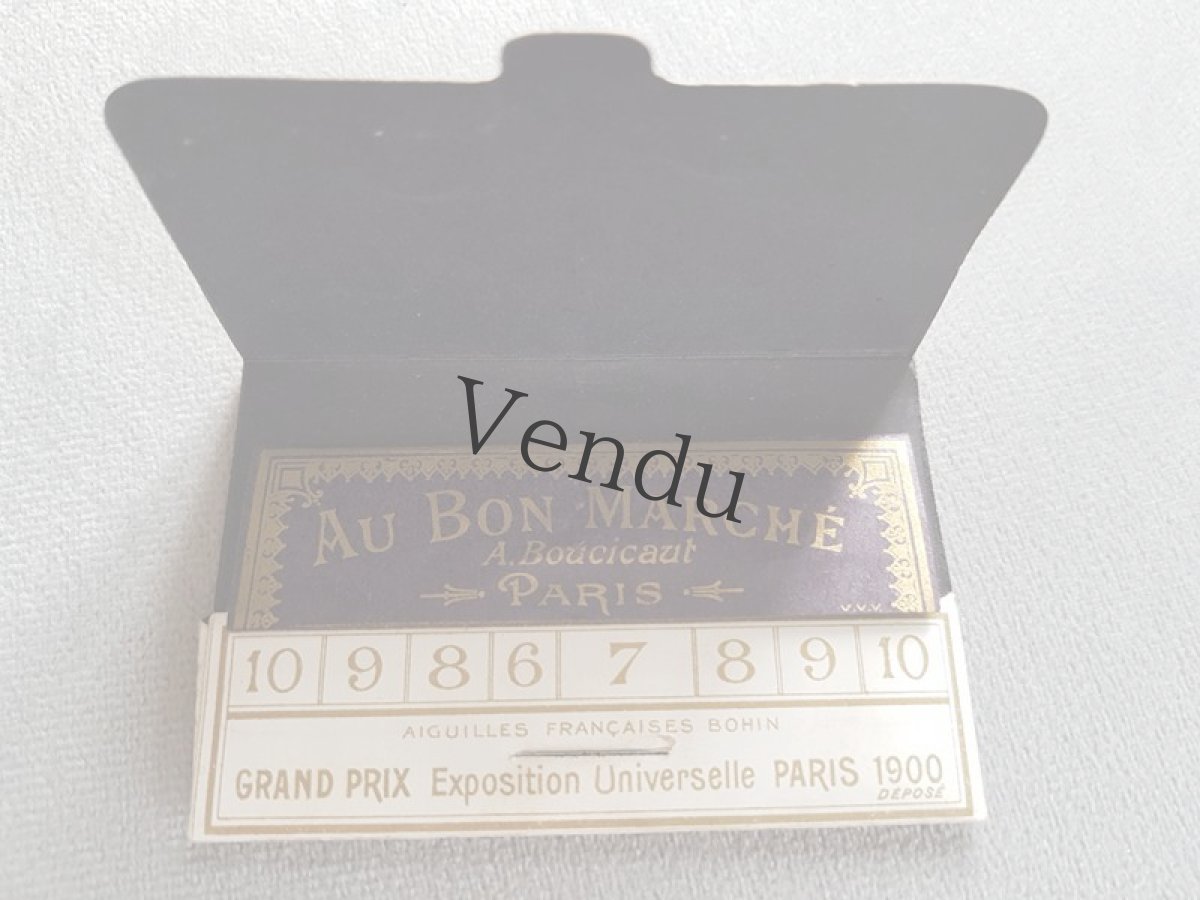 Vendu
AU BON MARCHÉ
A. Boucicaut
PARIS
V.V.V.
10 9 8 6 7 8 9 10
AIGUILLES FRANÇAISES BOHIN
GRAND PRIX Exposition Universelle PARIS 1900
DÉPOSÉ